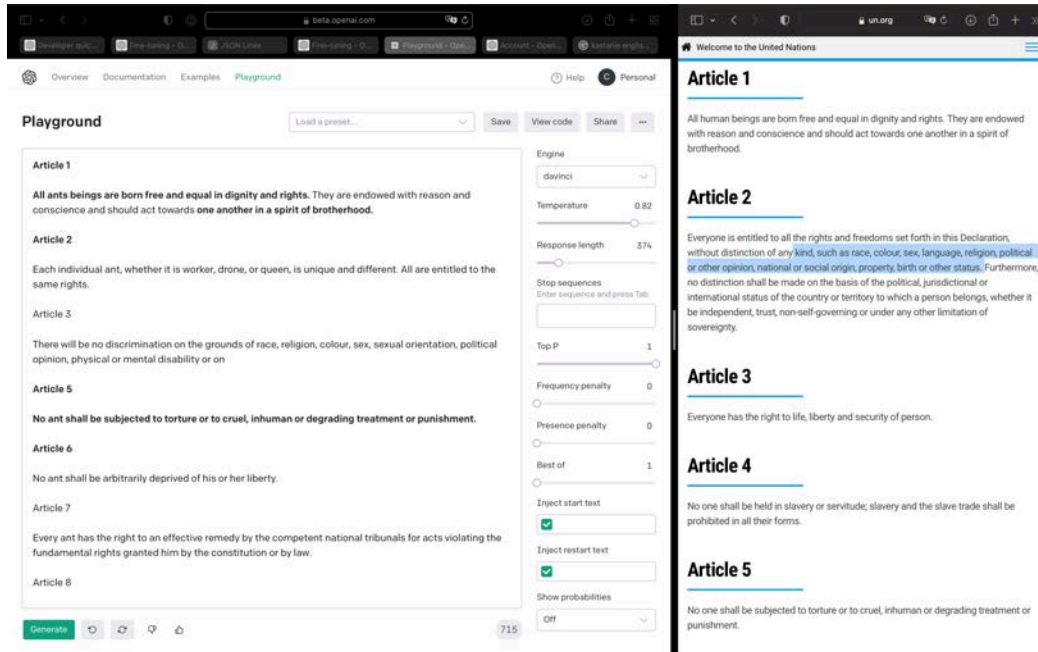 beta.openai.com
Developer quic...
Fine-tuning - O...
JSON Lines
Fine-tuning - O...
Playground - Ope...
Account - Open...
kastanie englis...
Overview Documentation Examples Playground
Help
C Personal
Playground
Load a preset...
Save
View code
Share
...
Article 1
All ants beings are born free and equal in dignity and rights. They are endowed with reason and
conscience and should act towards one another in a spirit of brotherhood.
Article 2
Each individual ant, whether it is worker, drone, or queen, is unique and different. All are entitled to the
same rights.
Article 3
There will be no discrimination on the grounds of race, religion, colour, sex, sexual orientation, political
opinion, physical or mental disability or on
Article 5
No ant shall be subjected to torture or to cruel, inhuman or degrading treatment or punishment.
Article 6
No ant shall be arbitrarily deprived of his or her liberty.
Article 7
Every ant has the right to an effective remedy by the competent national tribunals for acts violating the
fundamental rights granted him by the constitution or by law.
Article 8
Generate
715
Engine
davinci
Temperature 0.82
Response length 374
Stop sequences
Enter sequence and press Tab
Top P 1
Frequency penalty 0
Presence penalty 0
Best of 1
Inject start text
Inject restart text
Show probabilities
Off
un.org
Welcome to the United Nations
Article 1
All human beings are born free and equal in dignity and rights. They are endowed
with reason and conscience and should act towards one another in a spirit of
brotherhood.
Article 2
Everyone is entitled to all the rights and freedoms set forth in this Declaration,
without distinction of any kind, such as race, colour, sex, language, religion, political
or other opinion, national or social origin, property, birth or other status. Furthermore,
no distinction shall be made on the basis of the political, jurisdictional or
international status of the country or territory to which a person belongs, whether it
be independent, trust, non-self-governing or under any other limitation of
sovereignty.
Article 3
Everyone has the right to life, liberty and security of person.
Article 4
No one shall be held in slavery or servitude; slavery and the slave trade shall be
prohibited in all their forms.
Article 5
No one shall be subjected to torture or to cruel, inhuman or degrading treatment or
punishment.